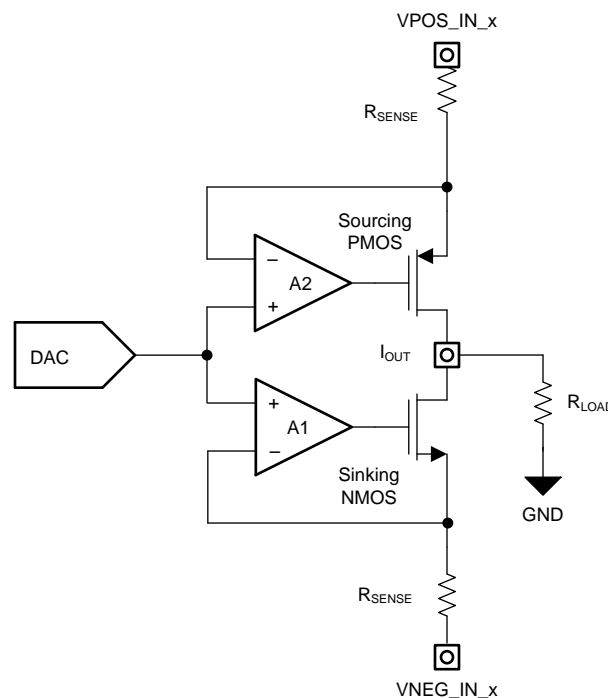 VPOS_IN_x
RSENSE
Sourcing
PMOS
−
A2
+
DAC
IOUT
+
A1
−
RLOAD
Sinking
NMOS
GND
RSENSE
VNEG_IN_x